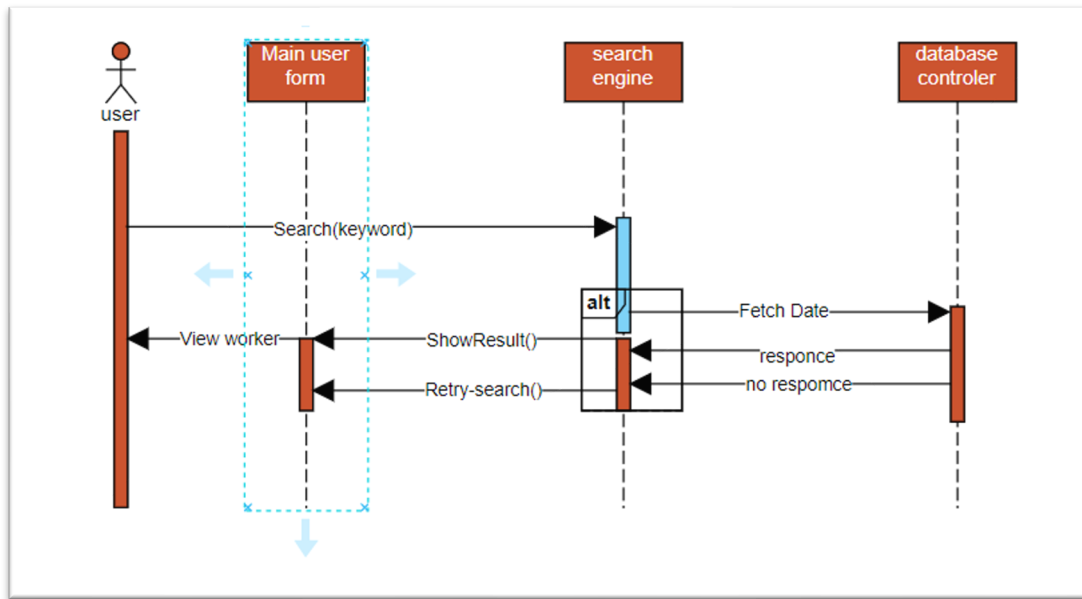 Main user
form
search
engine
database
controler
user
Search(keyword)
alt
Fetch Date
View worker
ShowResult()
responce
no respomce
Retry-search()